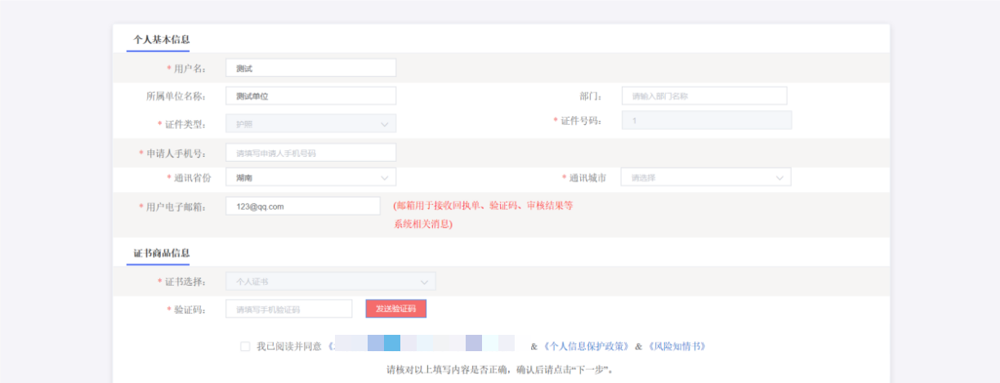 个人基本信息
* 用户名： 测试
所属单位名称： 测试单位 部门： 请输入部门名称
* 证件类型： 护照 * 证件号码： 1
* 申请人手机号： 请填写申请人手机号码
* 通讯省份 湖南 * 通讯城市 请选择
* 用户电子邮箱： 123@qq.com (邮箱用于接收回执单、验证码、审核结果等
系统相关消息)
证书商品信息
* 证书选择： 个人证书
* 验证码： 请填写手机验证码 发送验证码
我已阅读并同意 《 & 《个人信息保护政策》 & 《风险知情书》
请核对以上填写内容是否正确，确认后请点击“下一步”。